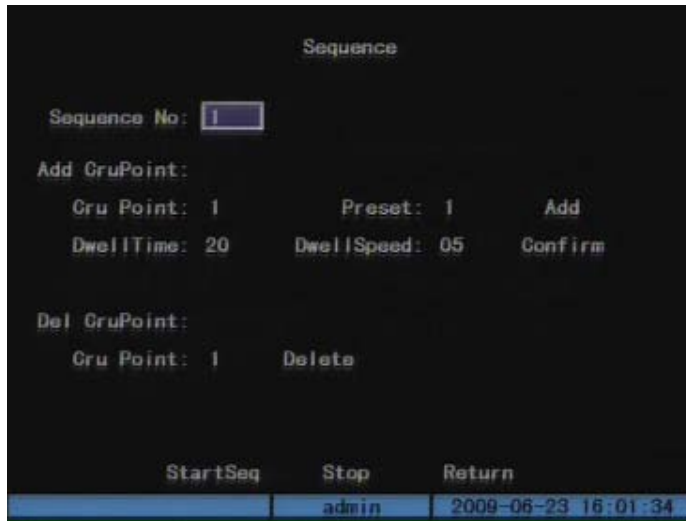 Sequence
Sequence No: 1
Add CruPoint:
Cru Point: 1 Preset: 1 Add
DwellTime: 20 DwellSpeed: 05 Confirm
Del CruPoint:
Cru Point: 1 Delete
StartSeq Stop Return
admin 2009-06-23 16:01:34